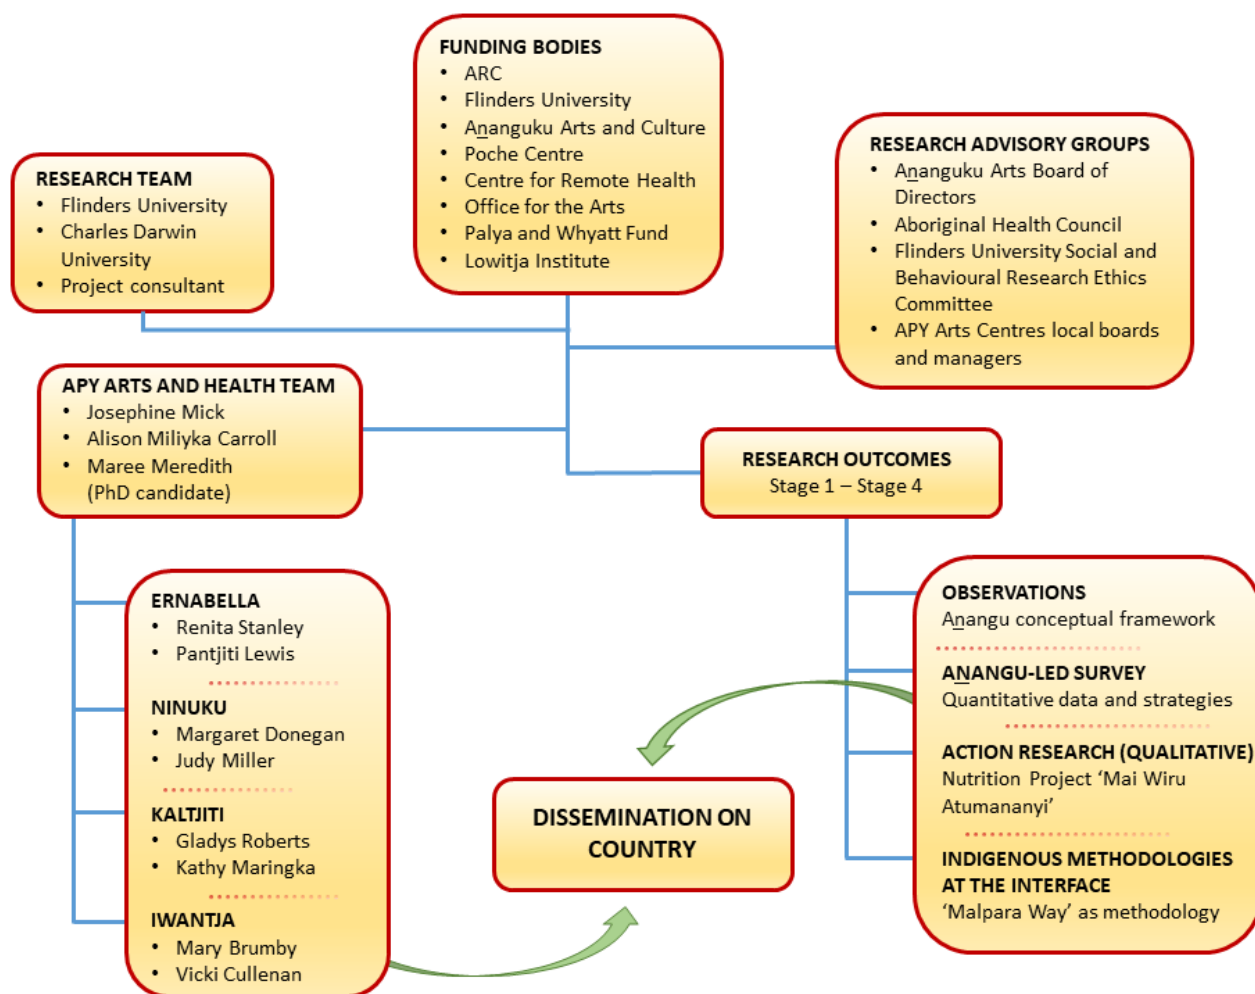 FUNDING BODIES
• ARC
• Flinders University
• Aṉanguku Arts and Culture
• Poche Centre
• Centre for Remote Health
• Office for the Arts
• Palya and Whyatt Fund
• Lowitja Institute
RESEARCH TEAM
• Flinders University
• Charles Darwin
University
• Project consultant
RESEARCH ADVISORY GROUPS
• Aṉanguku Arts Board of
Directors
• Aboriginal Health Council
• Flinders University Social and
Behavioural Research Ethics
Committee
• APY Arts Centres local boards
and managers
APY ARTS AND HEALTH TEAM
• Josephine Mick
• Alison Miliyka Carroll
• Maree Meredith
(PhD candidate)
RESEARCH OUTCOMES
Stage 1 – Stage 4
ERNABELLA
• Renita Stanley
• Pantjiti Lewis
NINUKU
• Margaret Donegan
• Judy Miller
KALTJITI
• Gladys Roberts
• Kathy Maringka
IWANTJA
• Mary Brumby
• Vicki Cullenan
DISSEMINATION ON
COUNTRY
OBSERVATIONS
Aṉangu conceptual framework
AṈANGU-LED SURVEY
Quantitative data and strategies
ACTION RESEARCH (QUALITATIVE)
Nutrition Project ‘Mai Wiru
Atumananyi’
INDIGENOUS METHODOLOGIES
AT THE INTERFACE
‘Malpara Way’ as methodology